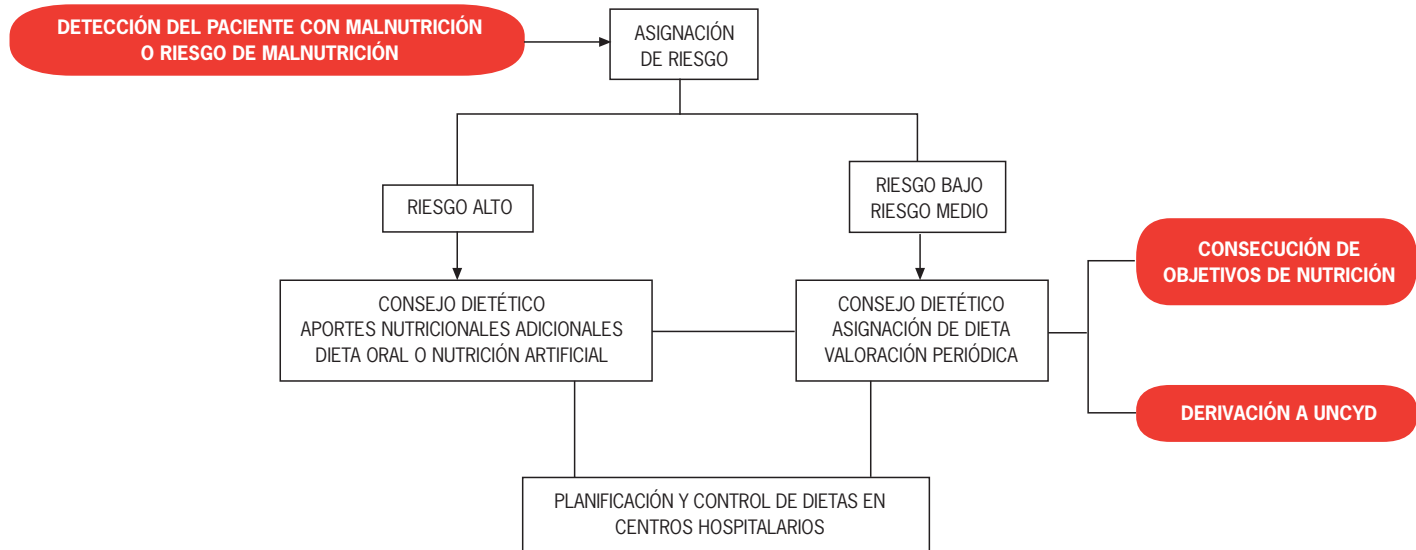 DETECCIÓN DEL PACIENTE CON MALNUTRICIÓN
O RIESGO DE MALNUTRICIÓN
ASIGNACIÓN
DE RIESGO
RIESGO ALTO
RIESGO BAJO
RIESGO MEDIO
CONSEJO DIETÉTICO
APORTES NUTRICIONALES ADICIONALES
DIETA ORAL O NUTRICIÓN ARTIFICIAL
CONSEJO DIETÉTICO
ASIGNACIÓN DE DIETA
VALORACIÓN PERIÓDICA
CONSECUCIÓN DE
OBJETIVOS DE NUTRICIÓN
DERIVACIÓN A UNCYD
PLANIFICACIÓN Y CONTROL DE DIETAS EN
CENTROS HOSPITALARIOS